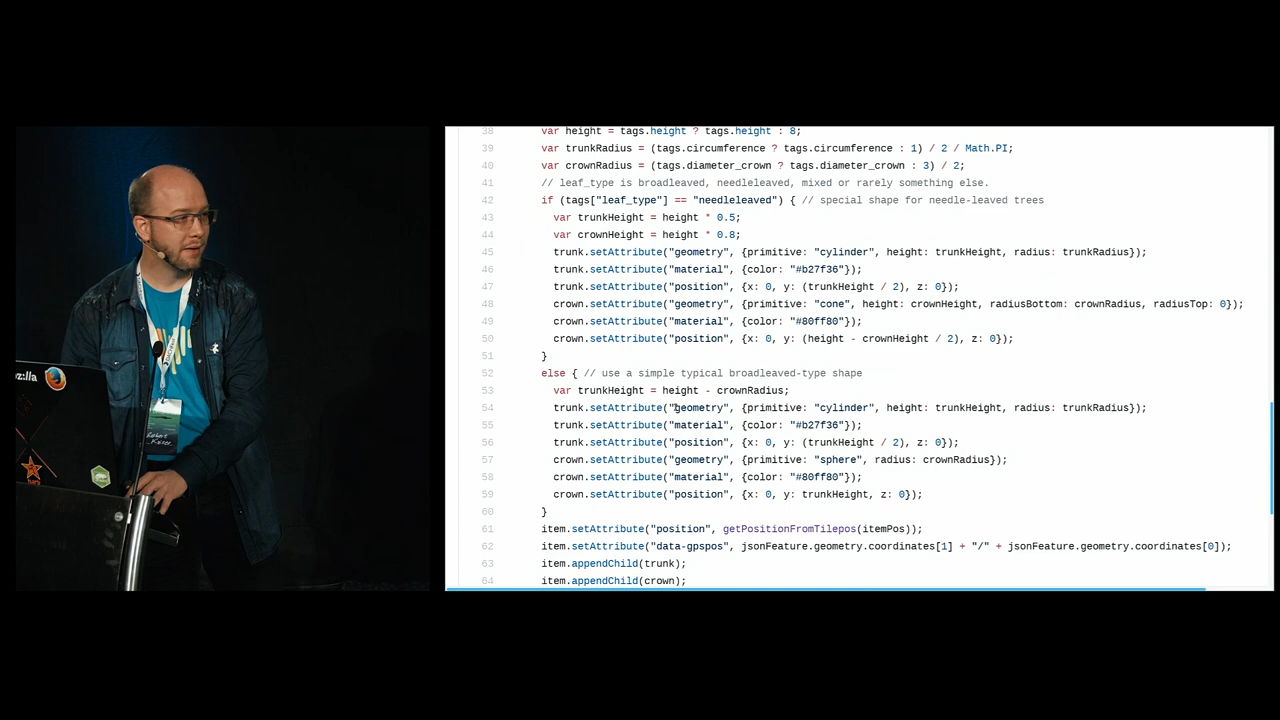 oz://a
hari
Robert
Kaiser
38 var height = tags.height ? tags.height : 8;
39 var trunkRadius = (tags.circumference ? tags.circumference : 1) / 2 / Math.PI;
40 var crownRadius = (tags.diameter_crown ? tags.diameter_crown : 3) / 2;
41 // leaf_type is broadleaved, needleleaved, mixed or rarely something else.
42 if (tags["leaf_type"] == "needleleaved") { // special shape for needle-leaved trees
43 var trunkHeight = height * 0.5;
44 var crownHeight = height * 0.8;
45 trunk.setAttribute("geometry", {primitive: "cylinder", height: trunkHeight, radius: trunkRadius});
46 trunk.setAttribute("material", {color: "#b27f36"});
47 trunk.setAttribute("position", {x: 0, y: (trunkHeight / 2), z: 0});
48 crown.setAttribute("geometry", {primitive: "cone", height: crownHeight, radiusBottom: crownRadius, radiusTop: 0});
49 crown.setAttribute("material", {color: "#80ff80"});
50 crown.setAttribute("position", {x: 0, y: (height - crownHeight / 2), z: 0});
51 }
52 else { // use a simple typical broadleaved-type shape
53 var trunkHeight = height - crownRadius;
54 trunk.setAttribute("geometry", {primitive: "cylinder", height: trunkHeight, radius: trunkRadius});
55 trunk.setAttribute("material", {color: "#b27f36"});
56 trunk.setAttribute("position", {x: 0, y: (trunkHeight / 2), z: 0});
57 crown.setAttribute("geometry", {primitive: "sphere", radius: crownRadius});
58 crown.setAttribute("material", {color: "#80ff80"});
59 crown.setAttribute("position", {x: 0, y: trunkHeight, z: 0});
60 }
61 item.setAttribute("position", getPositionFromTilepos(itemPos));
62 item.setAttribute("data-gpspos", jsonFeature.geometry.coordinates[1] + "/" + jsonFeature.geometry.coordinates[0]);
63 item.appendChild(trunk);
64 item.appendChild(crown);